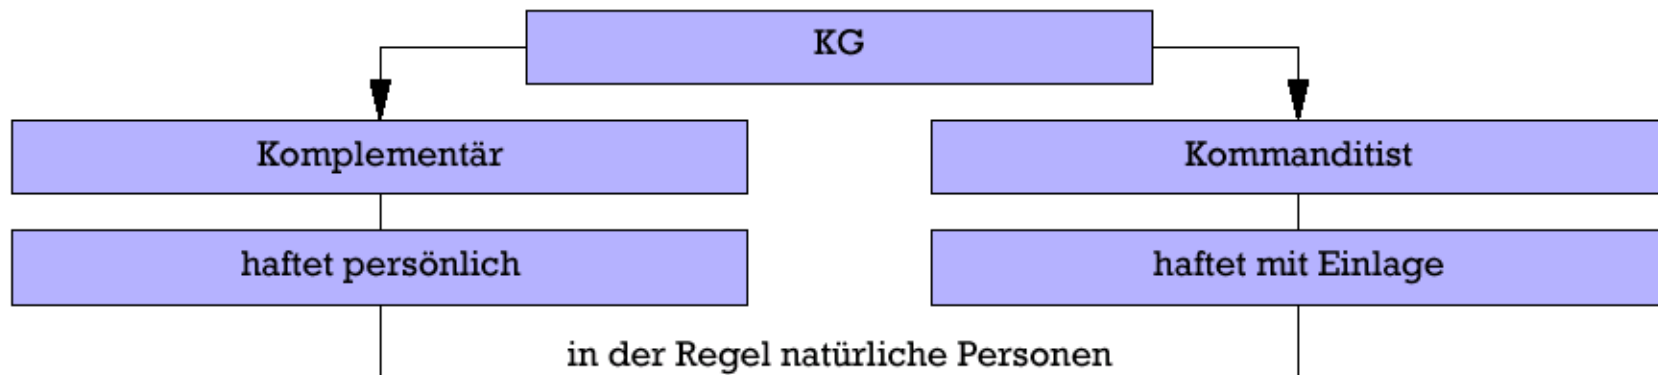 KG
Komplementär
Kommanditist
haftet persönlich
haftet mit Einlage
in der Regel natürliche Personen